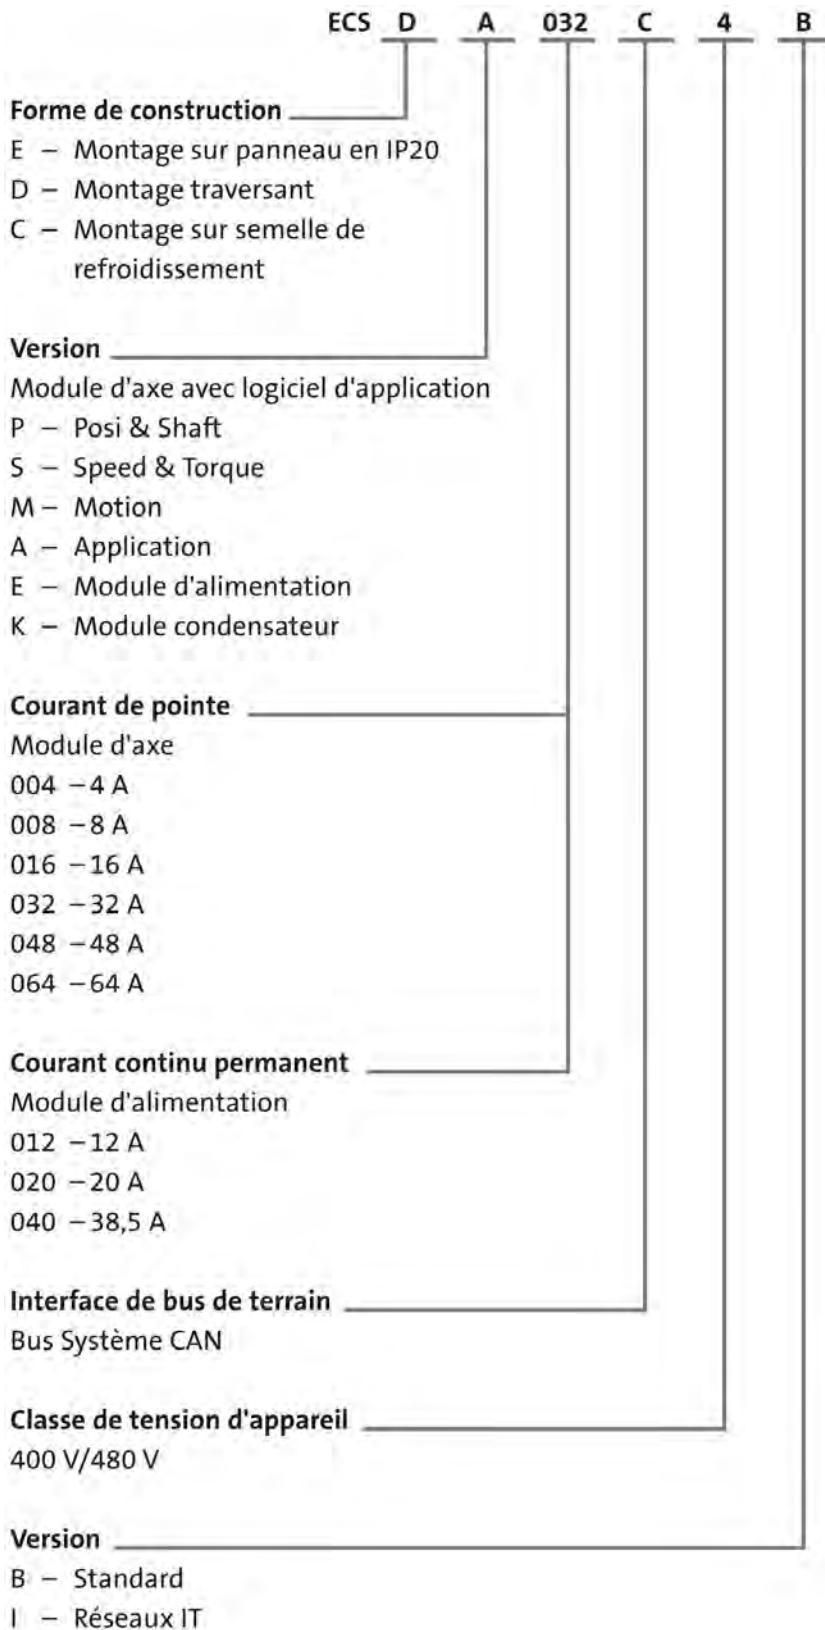 ECS D A 032 C 4 B
Forme de construction
E – Montage sur panneau en IP20
D – Montage traversant
C – Montage sur semelle de
refroidissement
Version
Module d'axe avec logiciel d'application
P – Posi & Shaft
S – Speed & Torque
M – Motion
A – Application
E – Module d'alimentation
K – Module condensateur
Courant de pointe
Module d'axe
004 – 4 A
008 – 8 A
016 – 16 A
032 – 32 A
048 – 48 A
064 – 64 A
Courant continu permanent
Module d'alimentation
012 – 12 A
020 – 20 A
040 – 38,5 A
Interface de bus de terrain
Bus Système CAN
Classe de tension d'appareil
400 V/480 V
Version
B – Standard
I – Réseaux IT